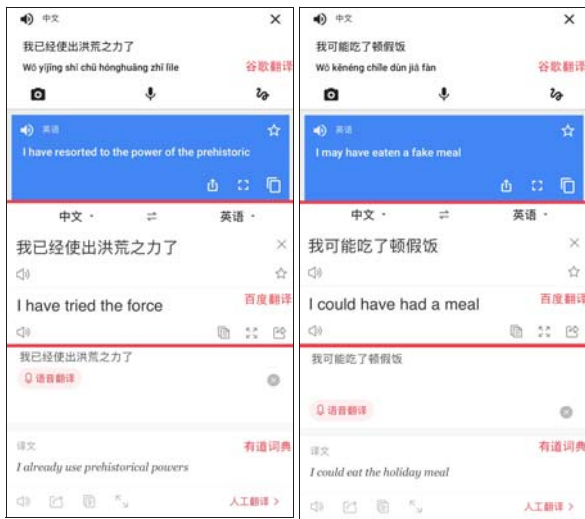 中文
我已经使出洪荒之力了
Wǒ yǐjīng shǐ chū hónghuāng zhī lìle
谷歌翻译
英语
I have resorted to the power of the prehistoric
中文
英语
我已经使出洪荒之力了
I have tried the force
百度翻译
我已经使出洪荒之力了
语音翻译
译文
有道词典
I already use prehistorical powers
人工翻译 >
中文
我可能吃了顿假饭
Wǒ kěnéng chīle dùn jiǎ fàn
谷歌翻译
英语
I may have eaten a fake meal
中文
英语
我可能吃了顿假饭
I could have had a meal
百度翻译
我可能吃了顿假饭
语音翻译
译文
有道词典
I could eat the holiday meal
人工翻译 >